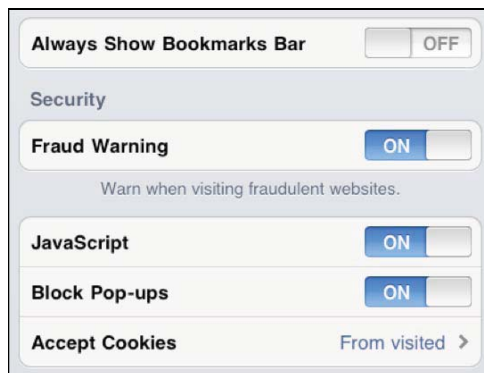 Always Show Bookmarks Bar OFF
Security
Fraud Warning ON
Warn when visiting fraudulent websites.
JavaScript ON
Block Pop-ups ON
Accept Cookies From visited